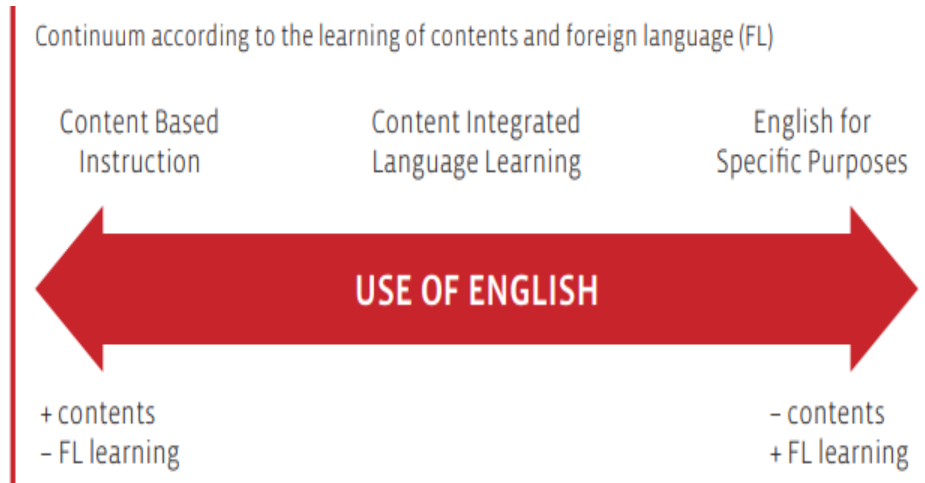 Continuum according to the learning of contents and foreign language (FL)
Content Based
Instruction
Content Integrated
Language Learning
English for
Specific Purposes
USE OF ENGLISH
+ contents
– FL learning
– contents
+ FL learning